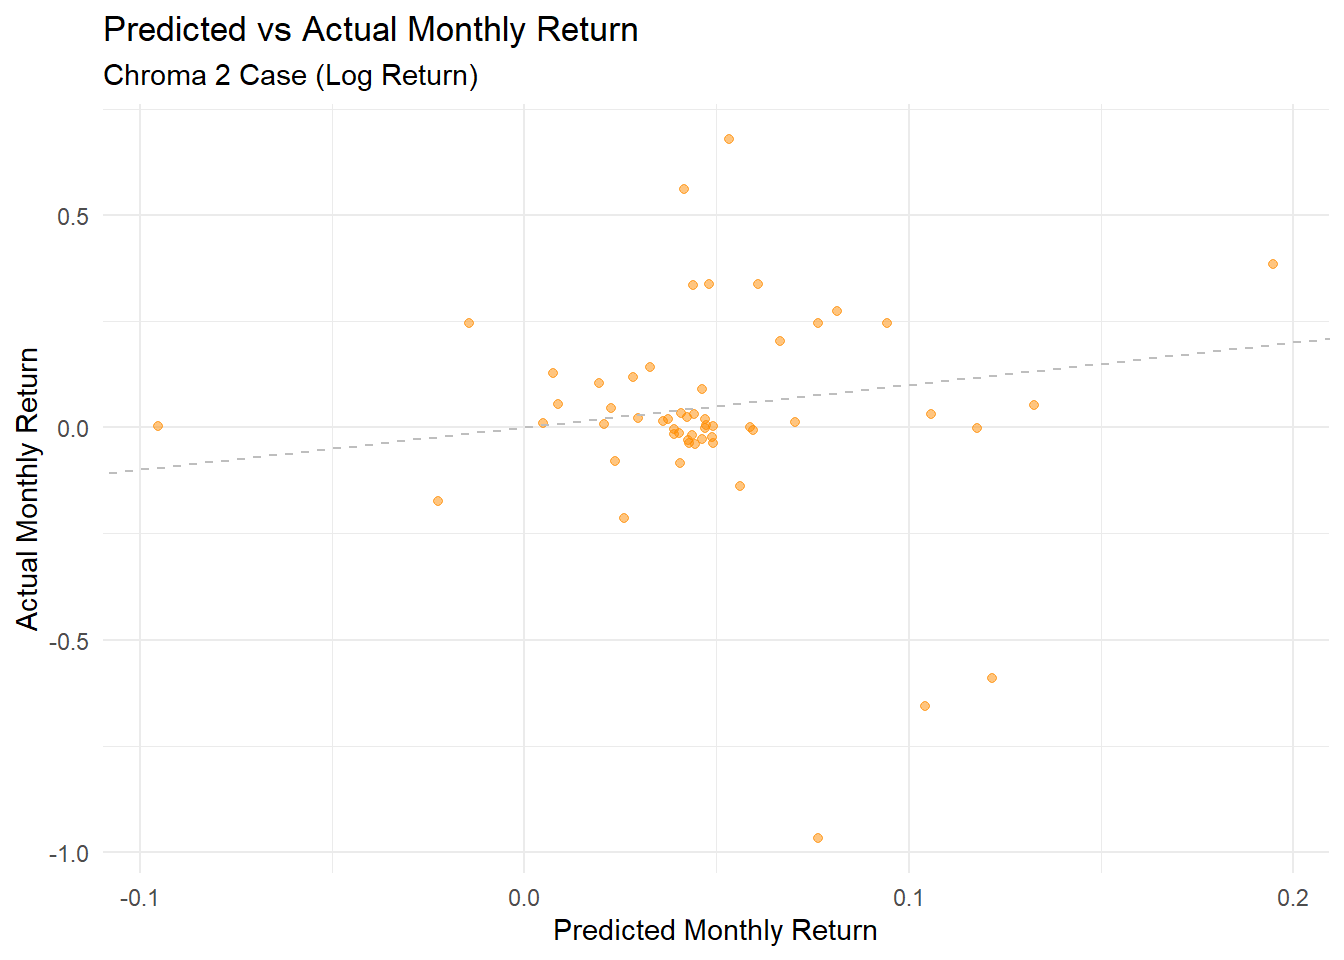 Predicted vs Actual Monthly Return
Chroma 2 Case (Log Return)
Actual Monthly Return
0.5
0.0
-0.5
-1.0
-0.1
0.0
0.1
0.2
Predicted Monthly Return